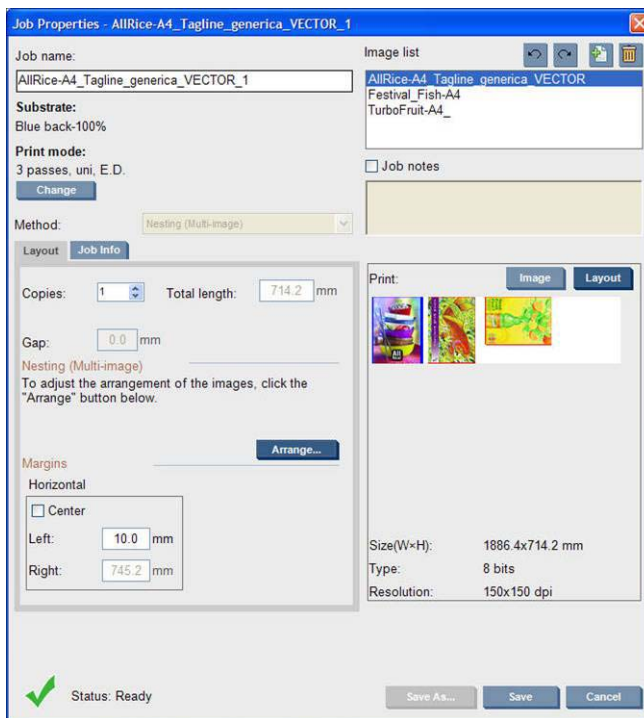 Job Properties - AllRice-A4_Tagline_generica_VECTOR_1
Job name:
AllRice-A4_Tagline_generica_VECTOR_1
Substrate:
Blue back-100%
Print mode:
3 passes, uni, E.D.
Change
Method:
Nesting (Multi-image)
Image list
AllRice-A4_Tagline_generica_VECTOR
Festival_Fish-A4
TurboFruit-A4_
Job notes
Layout
Job Info
Copies:
1
Total length:
714.2 mm
Gap:
0.0 mm
Nesting (Multi-image)
To adjust the arrangement of the images, click the
"Arrange" button below.
Arrange...
Margins
Horizontal
Center
Left:
10.0 mm
Right:
745.2 mm
Print:
Image
Layout
All
Rice
Size(W×H):
1886.4x714.2 mm
Type:
8 bits
Resolution:
150x150 dpi
Status: Ready
Save As...
Save
Cancel